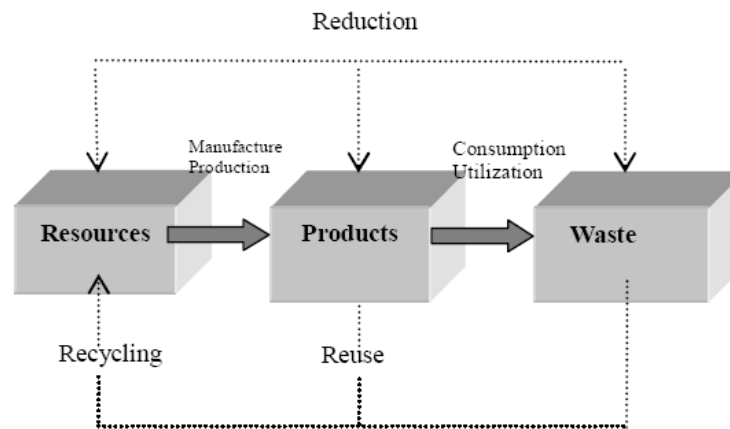 Reduction
Manufacture
Production
Consumption
Utilization
Resources
Products
Waste
Recycling
Reuse